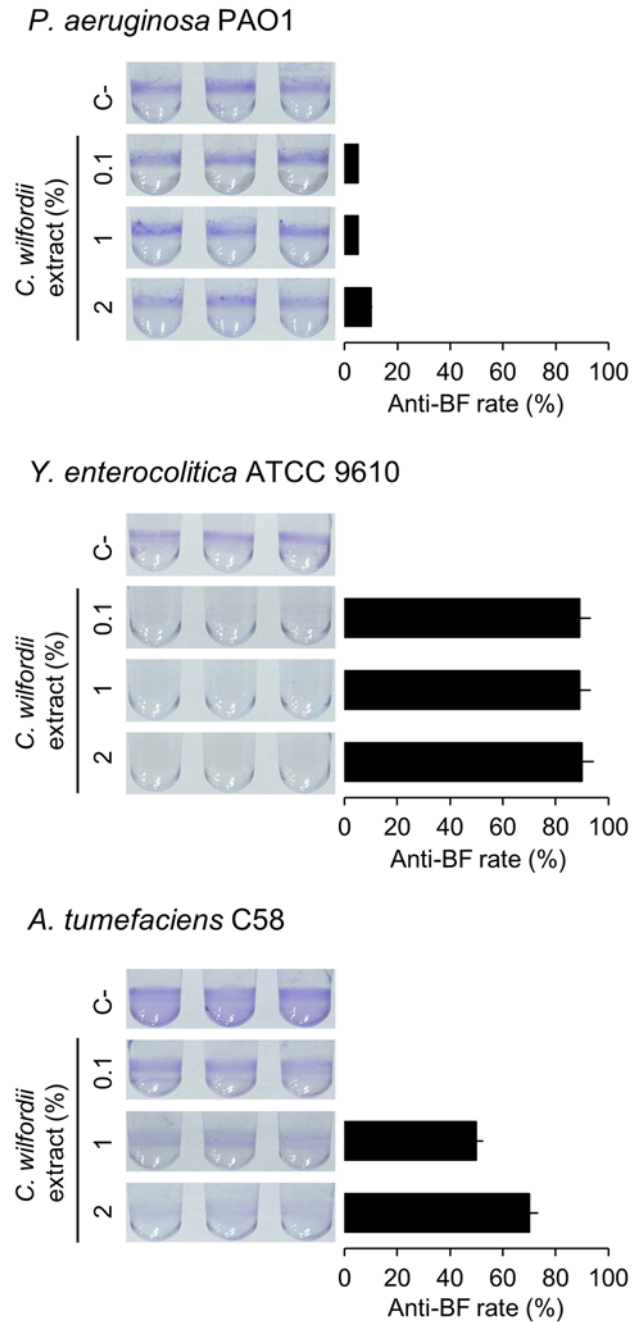 P. aeruginosa PAO1
C-
0.1
1
2
C. wilfordii
extract (%)
0 20 40 60 80 100
Anti-BF rate (%)
Y. enterocolitica ATCC 9610
C-
0.1
1
2
C. wilfordii
extract (%)
0 20 40 60 80 100
Anti-BF rate (%)
A. tumefaciens C58
C-
0.1
1
2
C. wilfordii
extract (%)
0 20 40 60 80 100
Anti-BF rate (%)